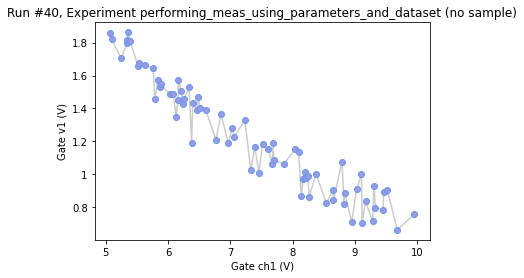 Run #40, Experiment performing_meas_using_parameters_and_dataset (no sample)
1.8
1.6
1.4
1.2
1
0.8
Gate v1 (V)
5 6 7 8 9 10
Gate ch1 (V)